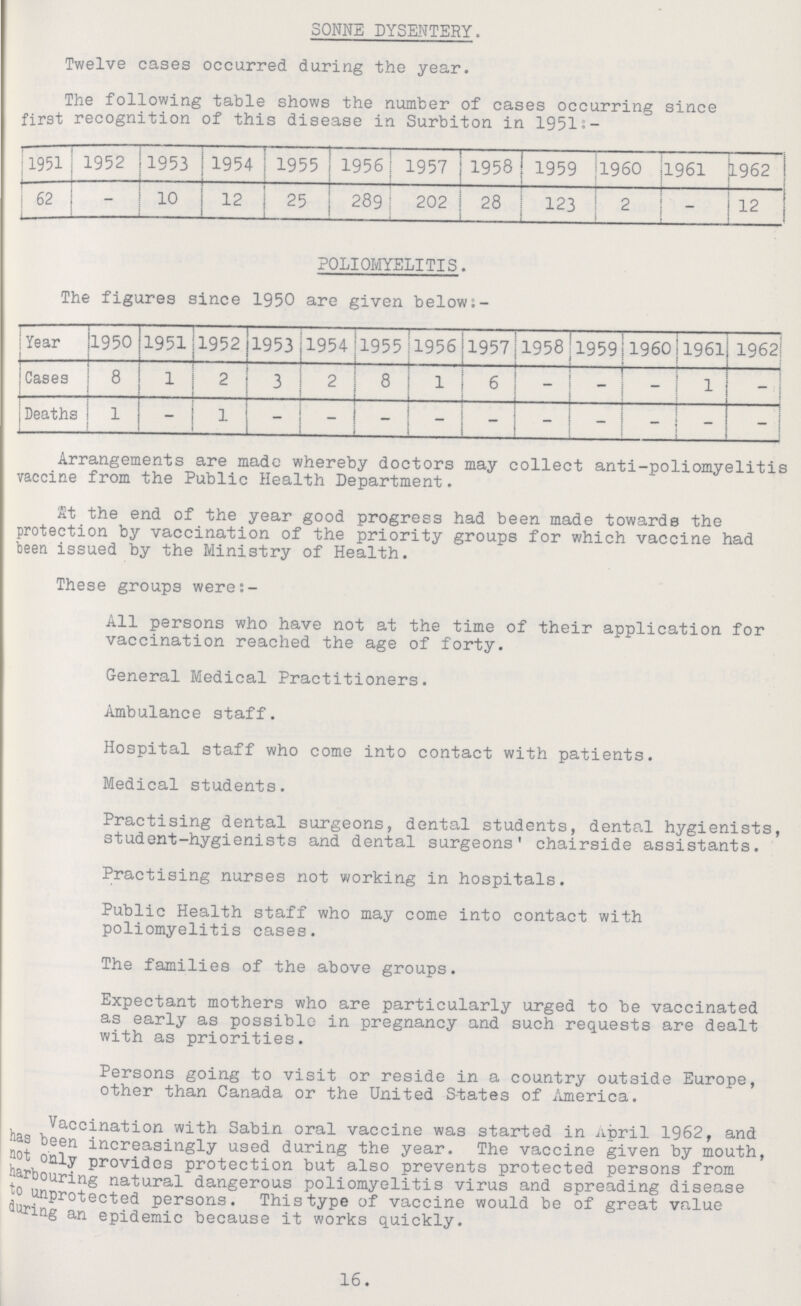 SONNE DYSENTERY.
Twelve cases occurred during the year.
The following table shows the number of cases occurring since
first recognition of this disease in Surbiton in 1951:-
1951 1952 1953 1954 1955 1956 1957 1958 1959 1960 1961 1962
62 - 10 12 25 289 202 28 123 2 - 12
POLIOMYELITIS.
The figures since 1950 are given below:-
Year 1950 1951 1952 1953 1954 1955 1956 1957 1958 1959 1960 1961 1962
Cases 8 1 2 3 2 8 1 6 - - - 1 -
Deaths 1 - 1 - - - - - - - - - -
Arrangements are made whereby doctors may collect anti-poliomyelitis
vaccine from the Public Health Department.
At the end of the year good progress had been made towards the
protection by vaccination of the priority groups for which vaccine had
been issued by the Ministry of Health.
These groups were:-
All persons who have not at the time of their application for
vaccination reached the age of forty.
General Medical Practitioners.
Ambulance staff.
Hospital staff who come into contact with patients.
Medical students.
Practising dental surgeons, dental students, dental hygienists,
student-hygienists and dental surgeons' chairside assistants.
Practising nurses not working in hospitals.
Public Health staff who may come into contact with
poliomyelitis cases.
The families of the above groups.
Expectant mothers who are particularly urged to be vaccinated
as early as possible in pregnancy and such requests are dealt
with as priorities.
Persons going to visit or reside in a country outside Europe,
other than Canada or the United States of America.
Vaccination with Sabin oral vaccine was started in April 1962, and
has been increasingly used during the year. The vaccine given by mouth,
not only provides protection but also prevents protected persons from
harbouring natural dangerous poliomyelitis virus and spreading disease
to unprotected persons. This type of vaccine would be of great value
during an epidemic because it works quickly.
16.